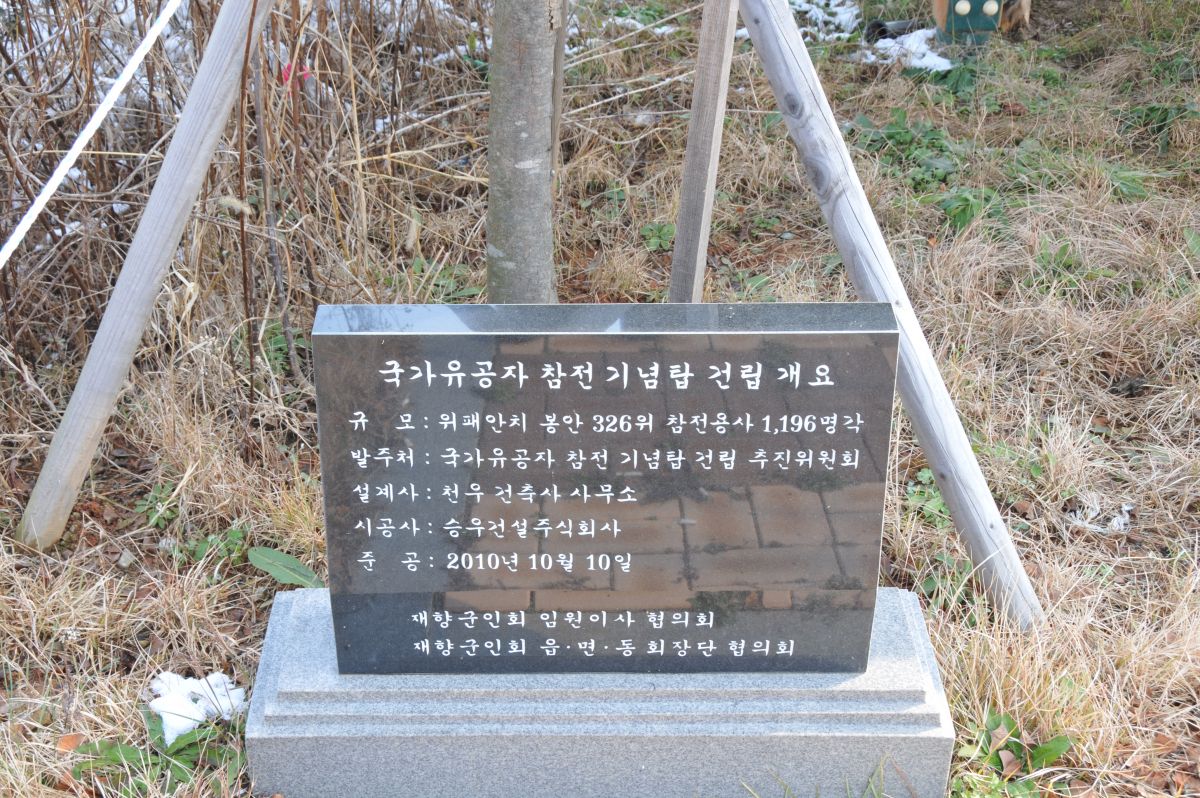 국가유공자 참전 기념탑 건립 개요
규 모 : 위패안치 봉안 326위 참전용사 1,196명각
발주처 : 국가유공자 참전 기념탑 건립 추진위원회
설계사 : 천우 건축사 사무소
시공사 : 승우건설주식회사
준 공 : 2010년 10월 10일
재향군인회 임원이사 협의회
재향군인회 읍·면·동 회장단 협의회